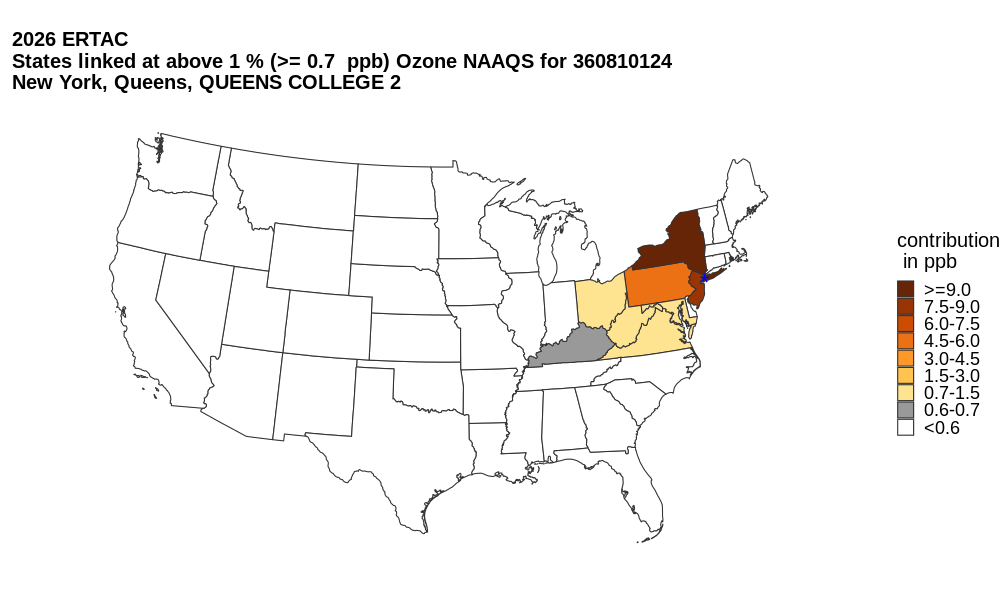 2026 ERTAC
States linked at above 1 % (>= 0.7  ppb) Ozone NAAQS for 360810124
New York, Queens, QUEENS COLLEGE 2
contribution
in ppb
>=9.0
7.5-9.0
6.0-7.5
4.5-6.0
3.0-4.5
1.5-3.0
0.7-1.5
0.6-0.7
<0.6